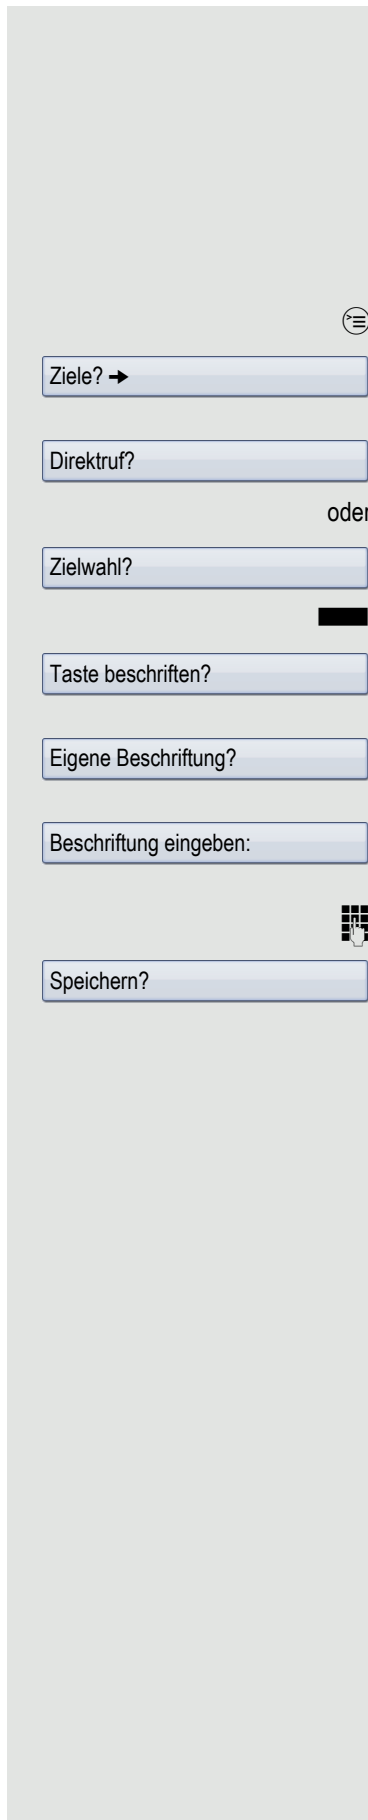 Ziele? ➔
Direktruf?
oder
Zielwahl?
Taste beschriften?
Eigene Beschriftung?
Beschriftung eingeben:
Speichern?